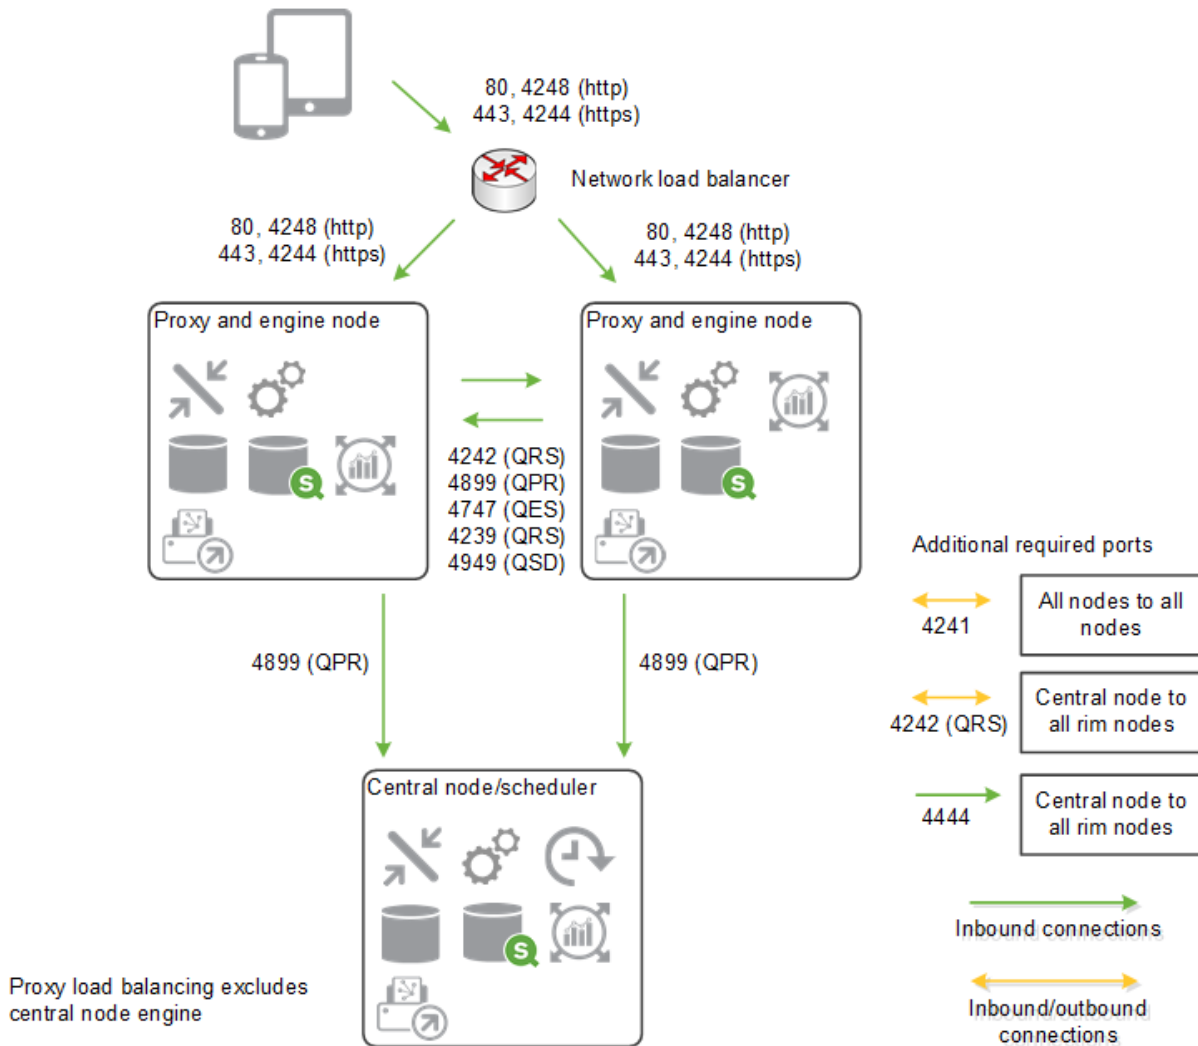 80, 4248 (http)
443, 4244 (https)
Network load balancer
80, 4248 (http)
443, 4244 (https)
80, 4248 (http)
443, 4244 (https)
Proxy and engine node
Proxy and engine node
4242 (QRS)
4899 (QPR)
4747 (QES)
4239 (QRS)
4949 (QSD)
S
S
4899 (QPR)
4899 (QPR)
Central node/scheduler
S
Proxy load balancing excludes
central node engine
Additional required ports
4241
All nodes to all
nodes
4242 (QRS)
Central node to
all rim nodes
4444
Central node to
all rim nodes
Inbound connections
Inbound/outbound
connections